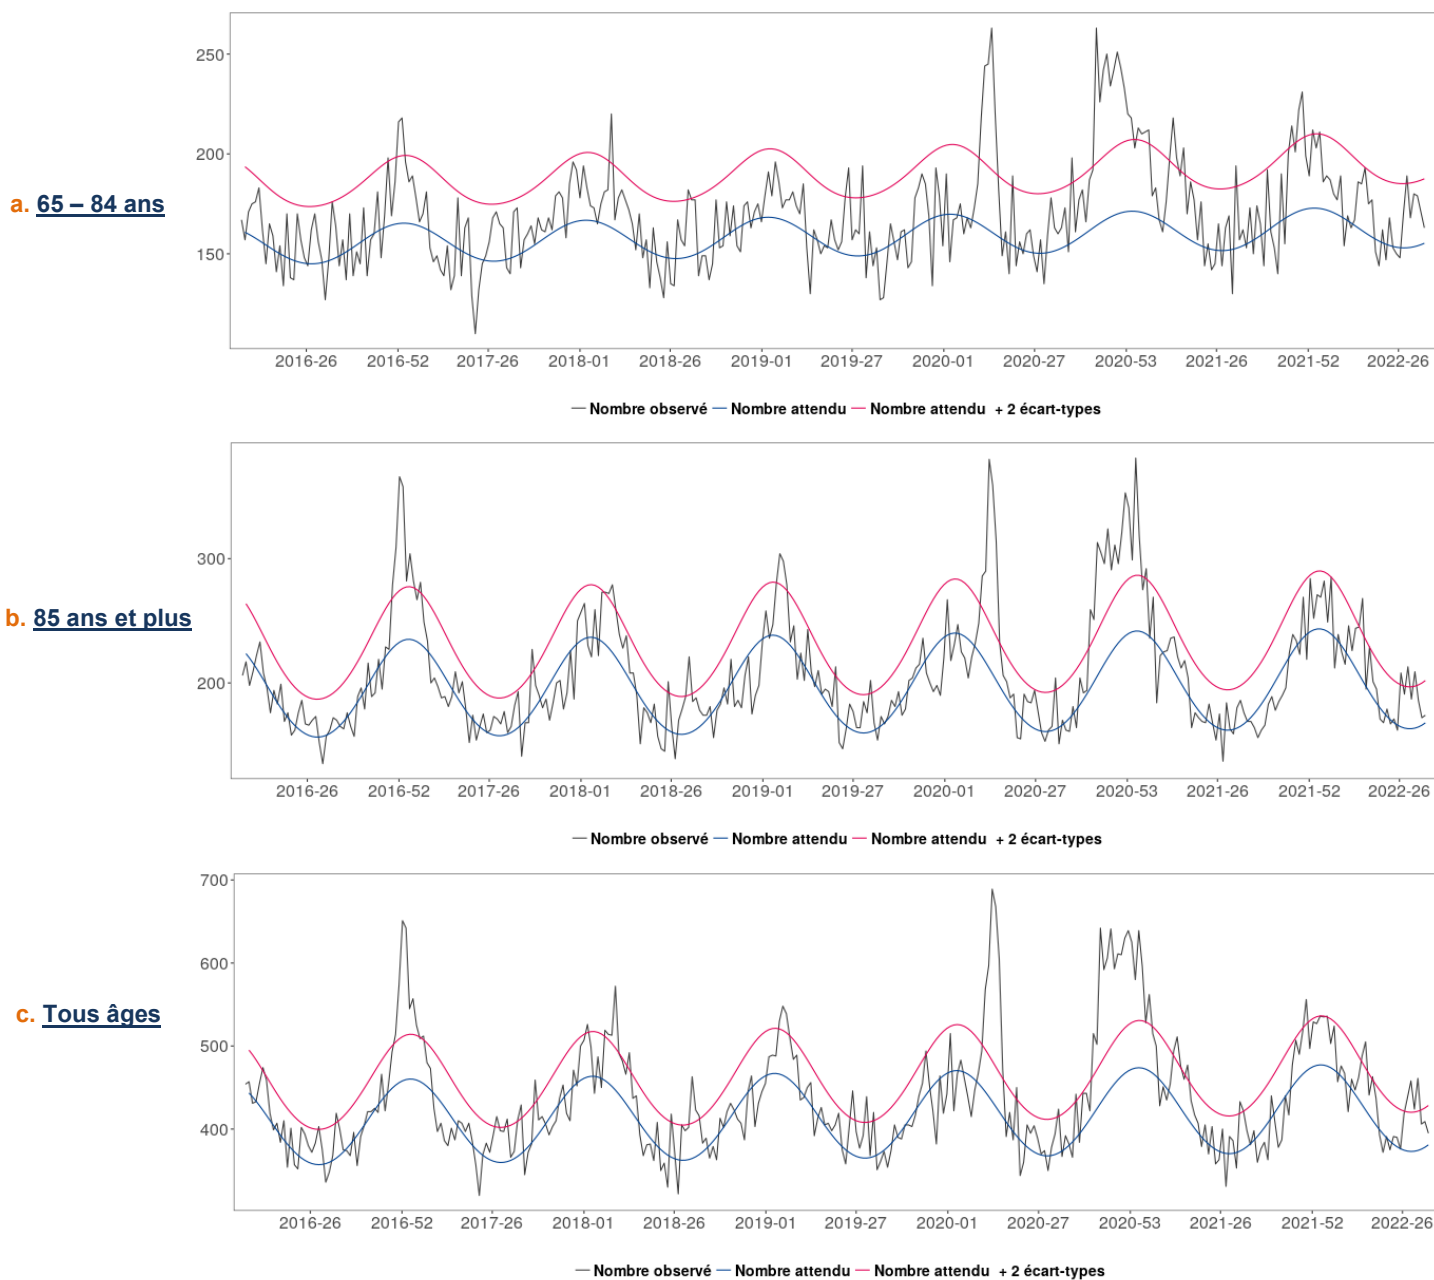 250
200
150
a. 65 – 84 ans
2016-26 2016-52 2017-26 2018-01 2018-26 2019-01 2019-27 2020-01 2020-27 2020-53 2021-26 2021-52 2022-26
Nombre observé Nombre attendu Nombre attendu + 2 écart-types
300
200
b. 85 ans et plus
2016-26 2016-52 2017-26 2018-01 2018-26 2019-01 2019-27 2020-01 2020-27 2020-53 2021-26 2021-52 2022-26
Nombre observé Nombre attendu Nombre attendu + 2 écart-types
700
600
500
400
c. Tous âges
2016-26 2016-52 2017-26 2018-01 2018-26 2019-01 2019-27 2020-01 2020-27 2020-53 2021-26 2021-52 2022-26
Nombre observé Nombre attendu Nombre attendu + 2 écart-types